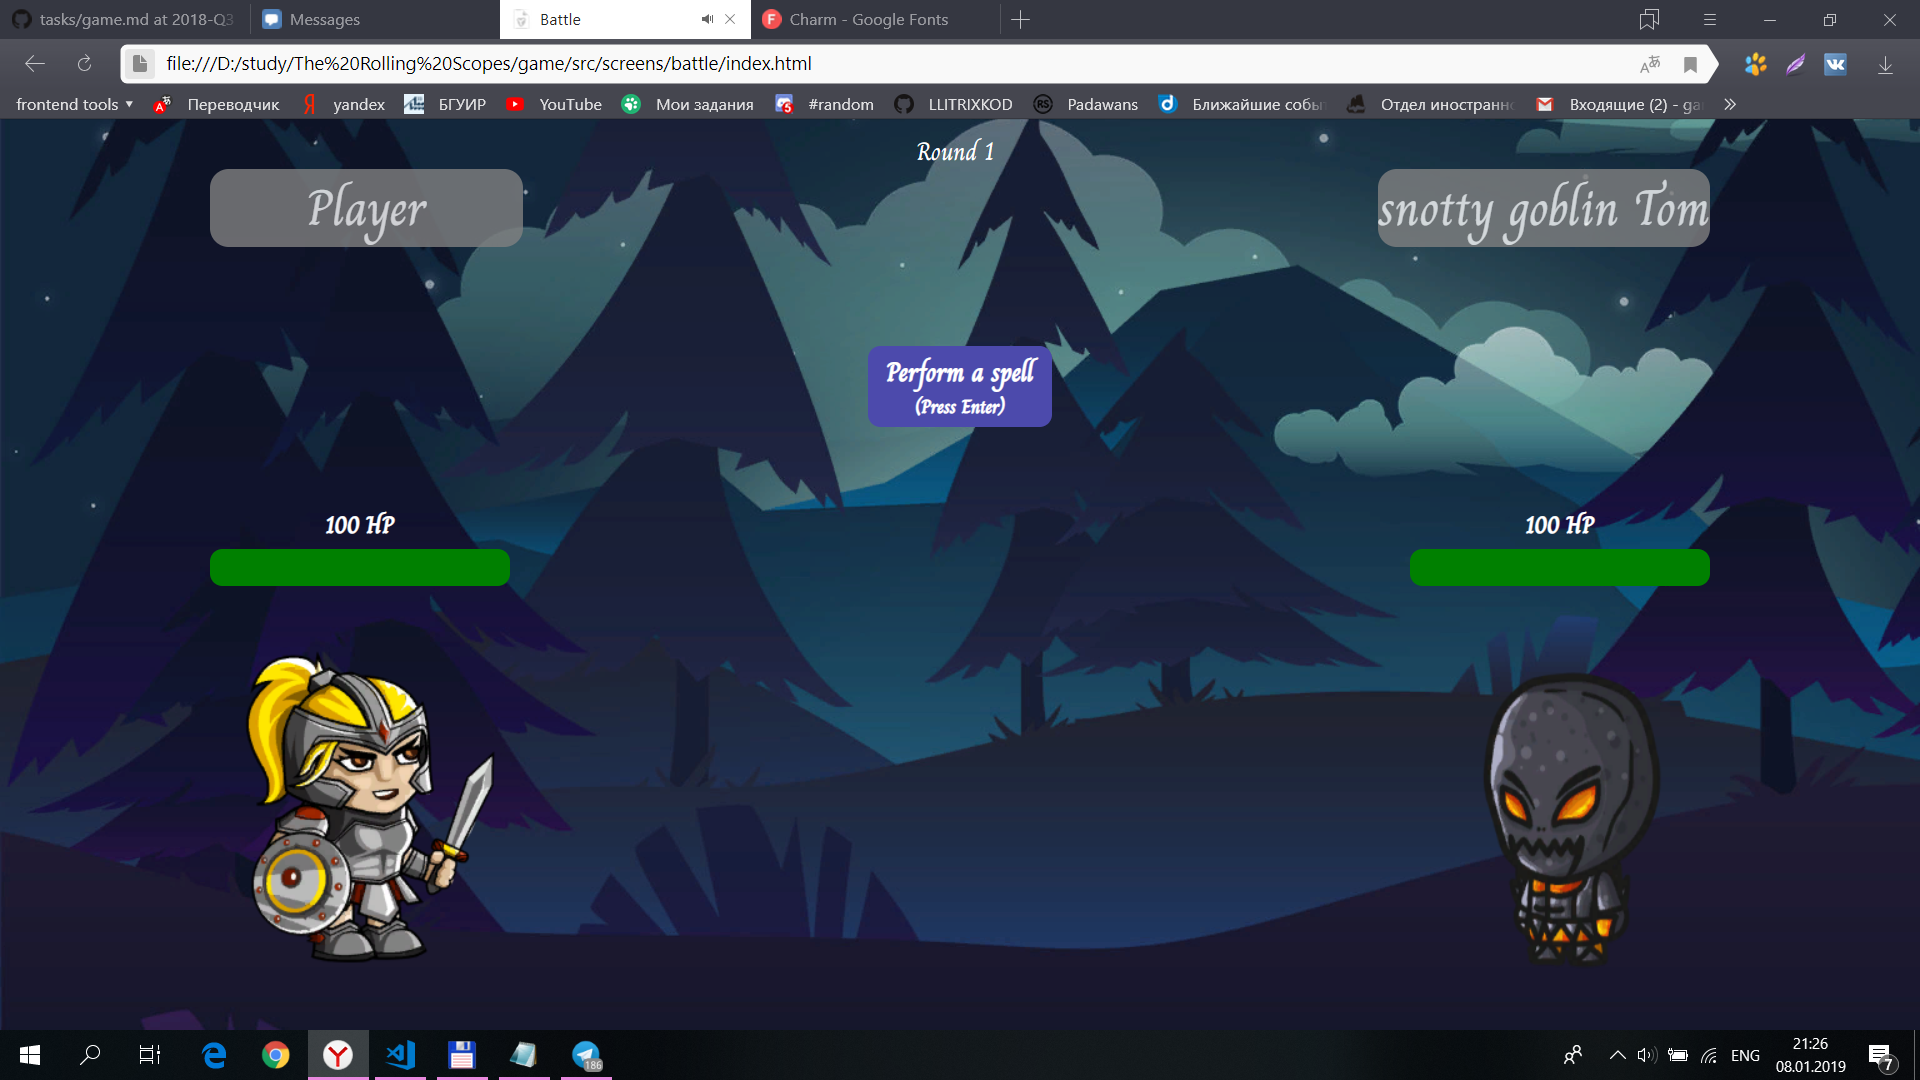 tasks/game.md at 2018-Q3
Messages
Battle
Charm - Google Fonts
file:///D:/study/The%20Rolling%20Scopes/game/src/screens/battle/index.html
frontend tools
Переводчик
yandex
БГУИР
YouTube
Мои задания
#random
LLITRIXKOD
Padawans
Ближайшие собы
Отдел иностранн
Входящие (2) - ga
Round 1
Player
snotty goblin Tom
Perform a spell
(Press Enter)
100 HP
100 HP
186
ENG
21:26
08.01.2019
7